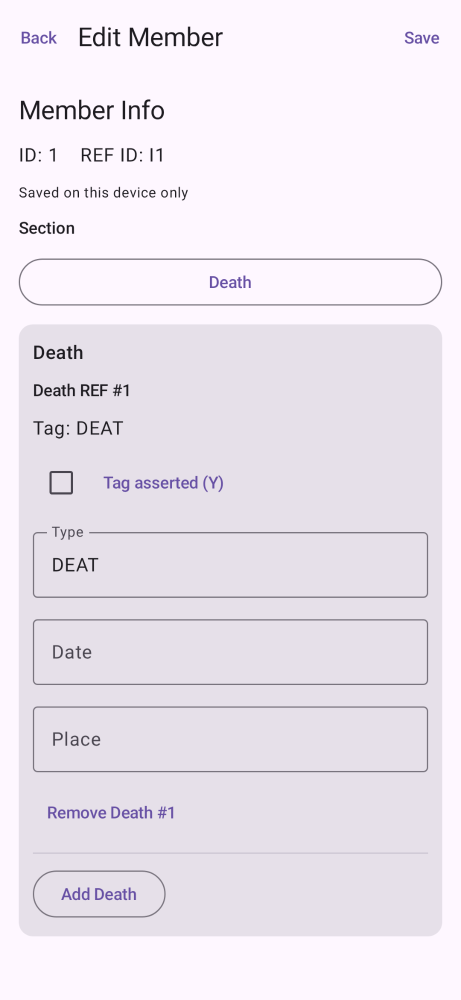 Back Edit Member Save
Member Info
ID: 1 REF ID: I1
Saved on this device only
Section
Death
Death
Death REF #1
Tag: DEAT
Tag asserted (Y)
Type
DEAT
Date
Place
Remove Death #1
Add Death